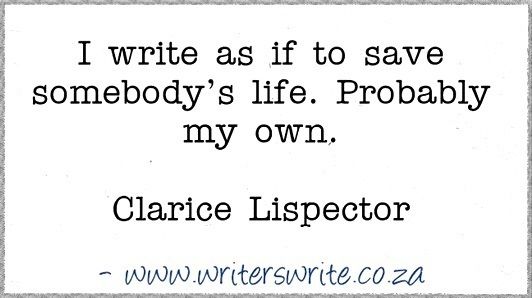 I write as if to save
somebody's life. Probably
my own.
Clarice Lispector
- www.writerswrite.co.za